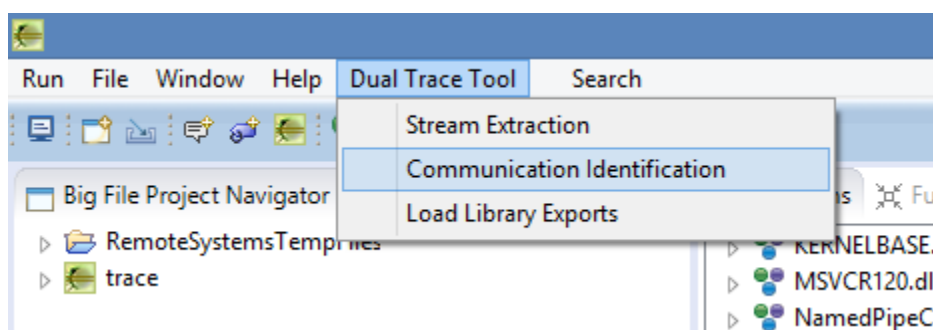 Run File Window Help Dual Trace Tool Search
Stream Extraction
Communication Identification
Big File Project Navigator
Load Library Exports
RemoteSystemsTempFiles
KERNELBASE.
trace
MSVCR120.dl
NamedPipeC